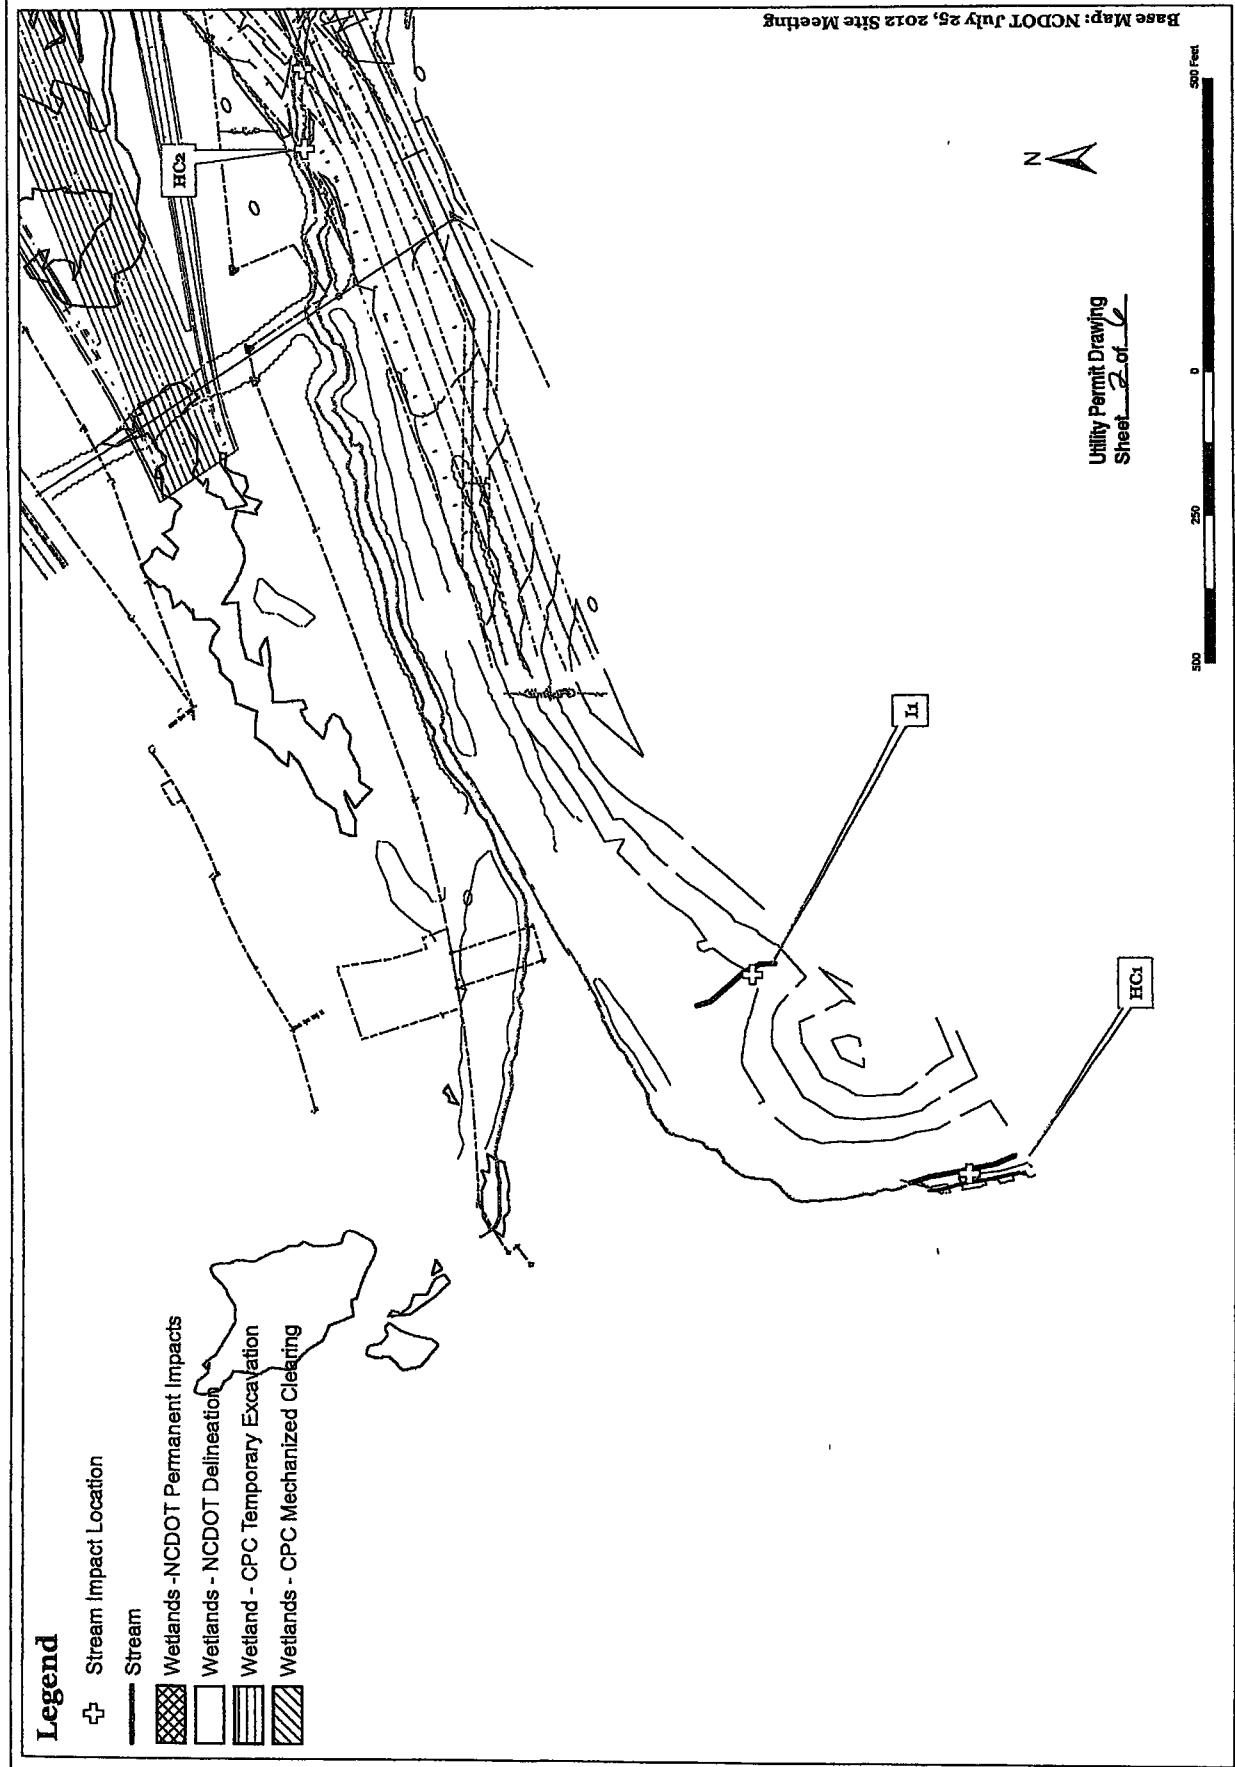 Legend
Stream Impact Location
Stream
Wetlands -NCDOT Permanent Impacts
Wetlands - NCDOT Delineation
Wetland - CPC Temporary Excavation
Wetlands - CPC Mechanized Clearing
HC2
I1
HC1
N
Utility Permit Drawing
Sheet 2 of 6
500
250
0
500 Feet
Base Map: NCDOT July 25, 2012 Site Meeting